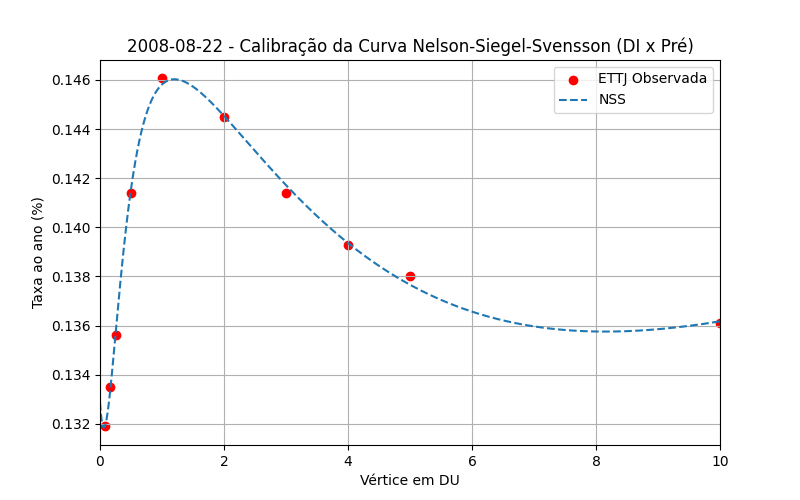 2008-08-22 - Calibração da Curva Nelson-Siegel-Svensson (DI x Pré)
ETTJ Observada
NSS
Taxa ao ano (%)
0.146
0.144
0.142
0.140
0.138
0.136
0.134
0.132
0 2 4 6 8 10
Vértice em DU